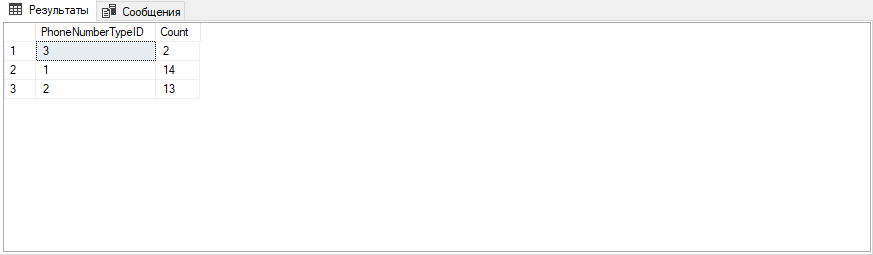 Результаты Сообщения
PhoneNumberTypeID Count
1 3 2
2 1 14
3 2 13